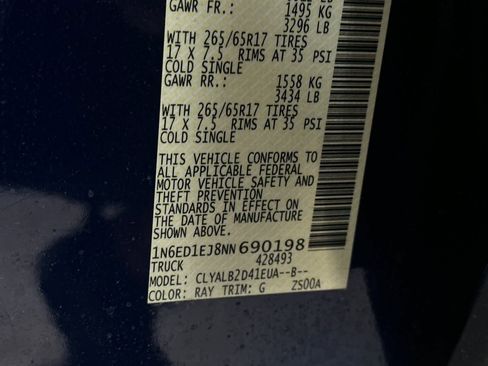 GAWR FR.: 1495 KG
3296 LB
WITH 265/65R17 TIRES
17 X 7.5 RIMS AT 35 PSI
COLD SINGLE
GAWR RR.: 1558 KG
3434 LB
WITH 265/65R17 TIRES
17 X 7.5 RIMS AT 35 PSI
COLD SINGLE
THIS VEHICLE CONFORMS TO
ALL APPLICABLE FEDERAL
MOTOR VEHICLE SAFETY AND
THEFT PREVENTION
STANDARDS IN EFFECT ON
THE DATE OF MANUFACTURE
SHOWN ABOVE.
1N6ED1EJ8NN690198
TRUCK 428493
MODEL: CLYALB2D41EUA--B--
COLOR: RAY TRIM: G ZS00A